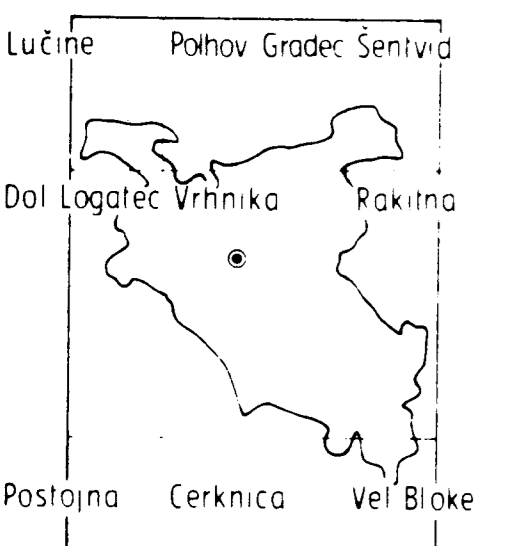 Lučine Polhov Gradec Šentvid
Dol Logatec Vrhnika Rakitna
Postojna Cerknica Vel Bloke